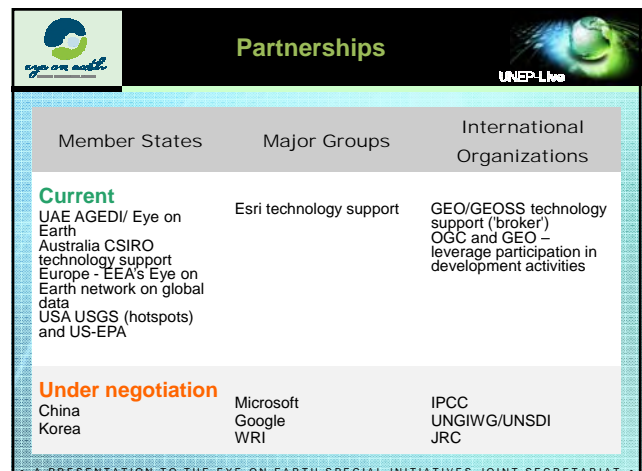 Partnerships
eye on earth
UNEP-Live
Member States
Major Groups
International
Organizations
Current
UAE AGEDI/ Eye on
Earth
Australia CSIRO
technology support
Europe - EEA's Eye on
Earth network on global
data
USA USGS (hotspots)
and US-EPA
Esri technology support
GEO/GEOSS technology
support ('broker')
OGC and GEO –
leverage participation in
development activities
Under negotiation
China
Korea
Microsoft
Google
WRI
IPCC
UNGIWG/UNSDI
JRC
A PRESENTATION TO THE EYE ON EARTH SPECIAL INITIATIVES JOINT SECRETARIAT